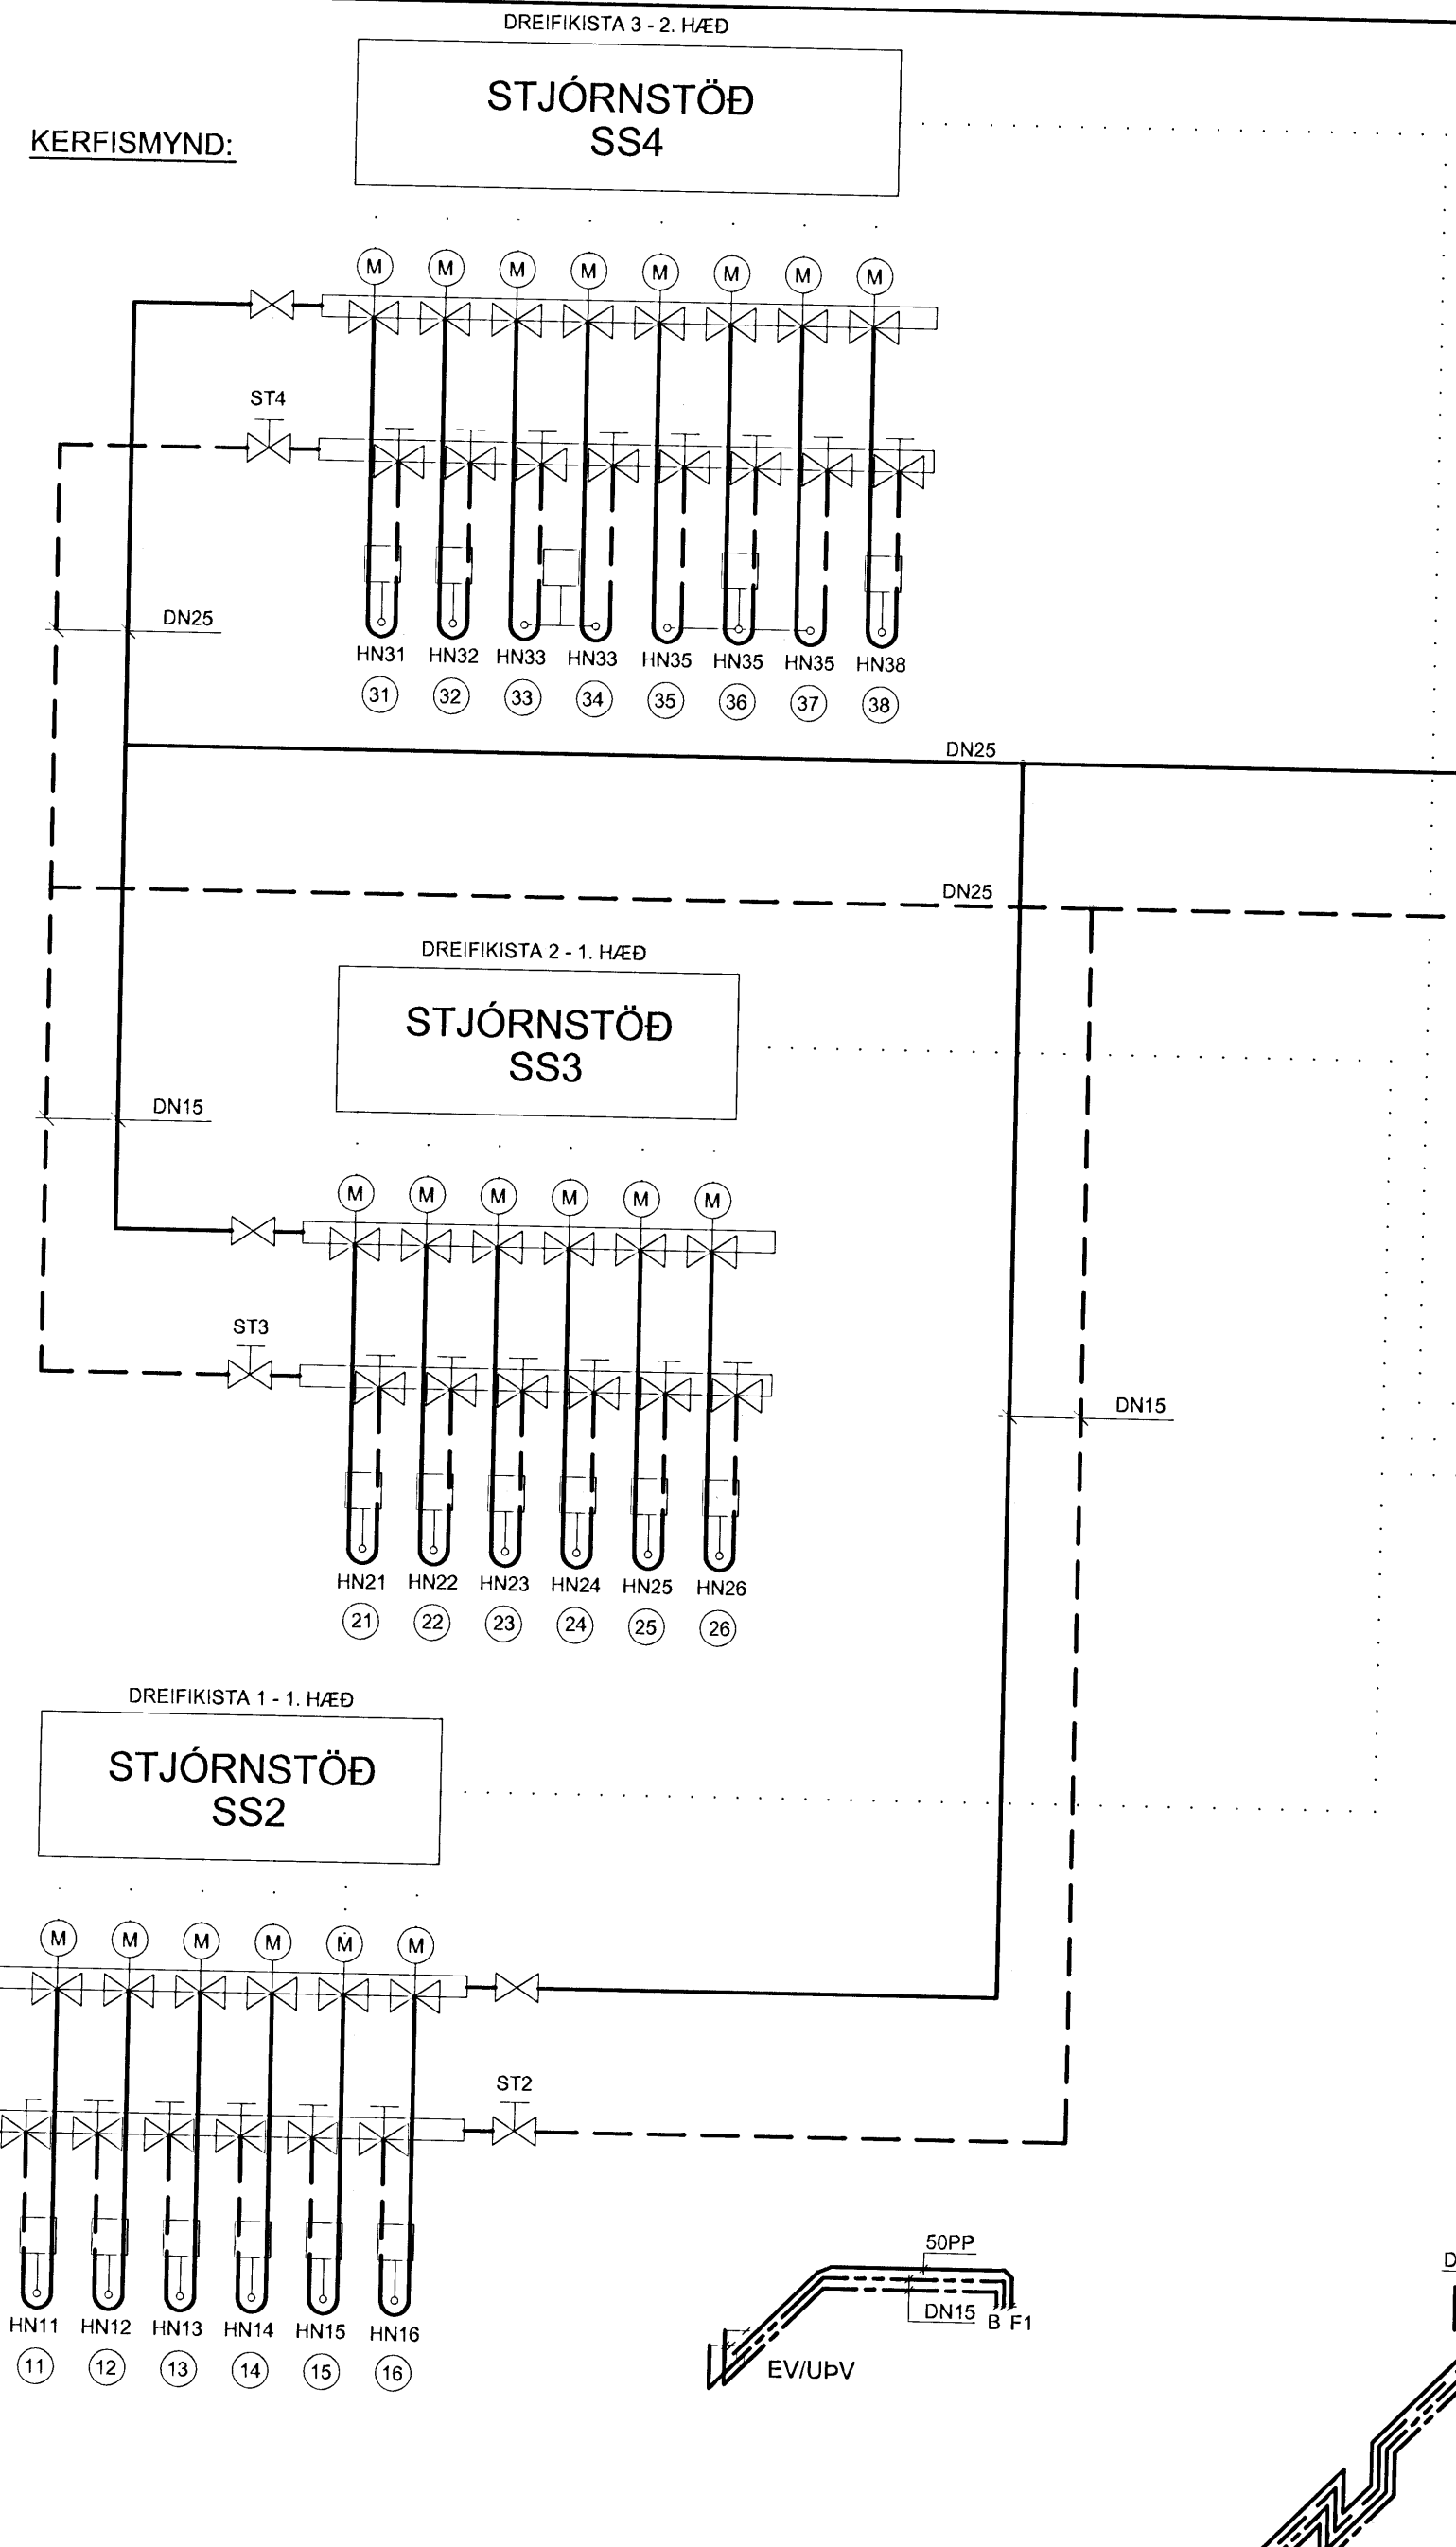 DREIFIKISTA 3 - 2. HÆÐ
STJÓRNSTÖÐ
SS4
KERFISMYND:
M M M M M M M M
ST4
DN25
HN31 HN32 HN33 HN33 HN35 HN35 HN35 HN38
31 32 33 34 35 36 37 38
DN25
DN25
DREIFIKISTA 2 - 1. HÆÐ
STJÓRNSTÖÐ
SS3
DN15
M M M M M M
ST3
DN15
HN21 HN22 HN23 HN24 HN25 HN26
21 22 23 24 25 26
DREIFIKISTA 1 - 1. HÆÐ
STJÓRNSTÖÐ
SS2
M M M M M M
ST2
HN11 HN12 HN13 HN14 HN15 HN16
11 12 13 14 15 16
50PP
DN15 B F1
EV/UÞV
D